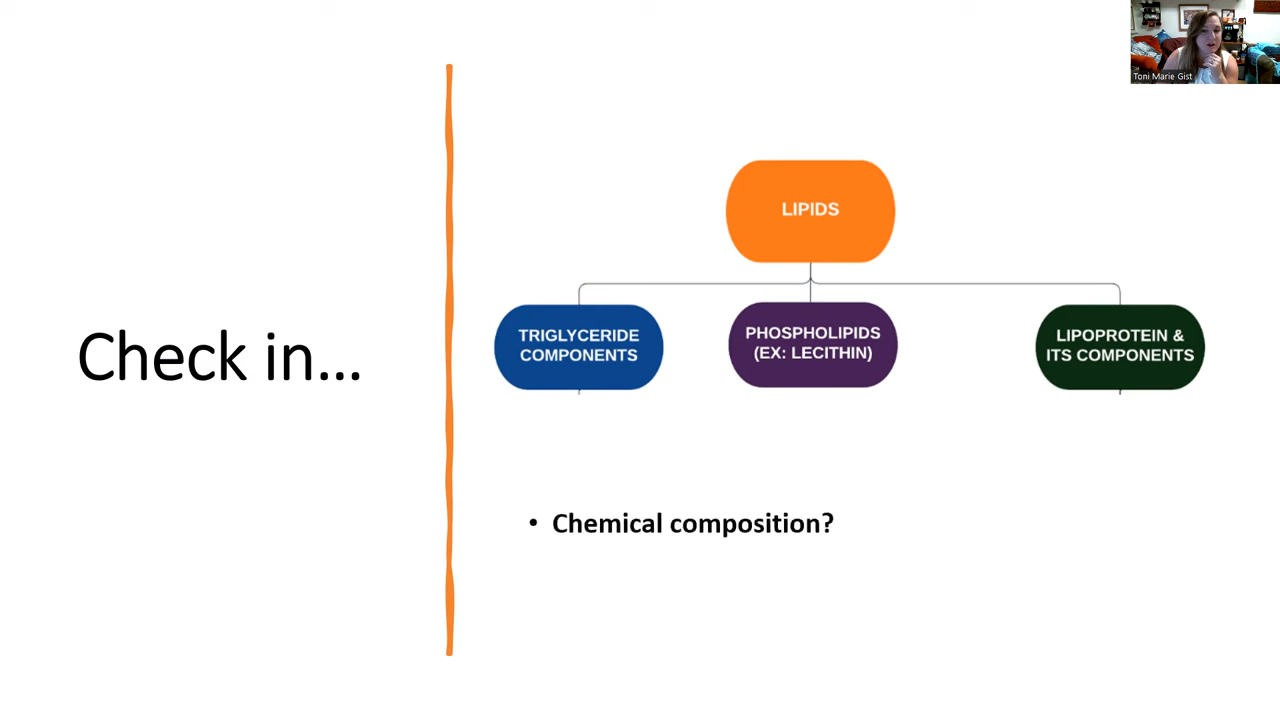 Toni Marie Gist
Check in...
LIPIDS
TRIGLYCERIDE
COMPONENTS
PHOSPHOLIPIDS
(EX: LECITHIN)
LIPOPROTEIN &
ITS COMPONENTS
• Chemical composition?